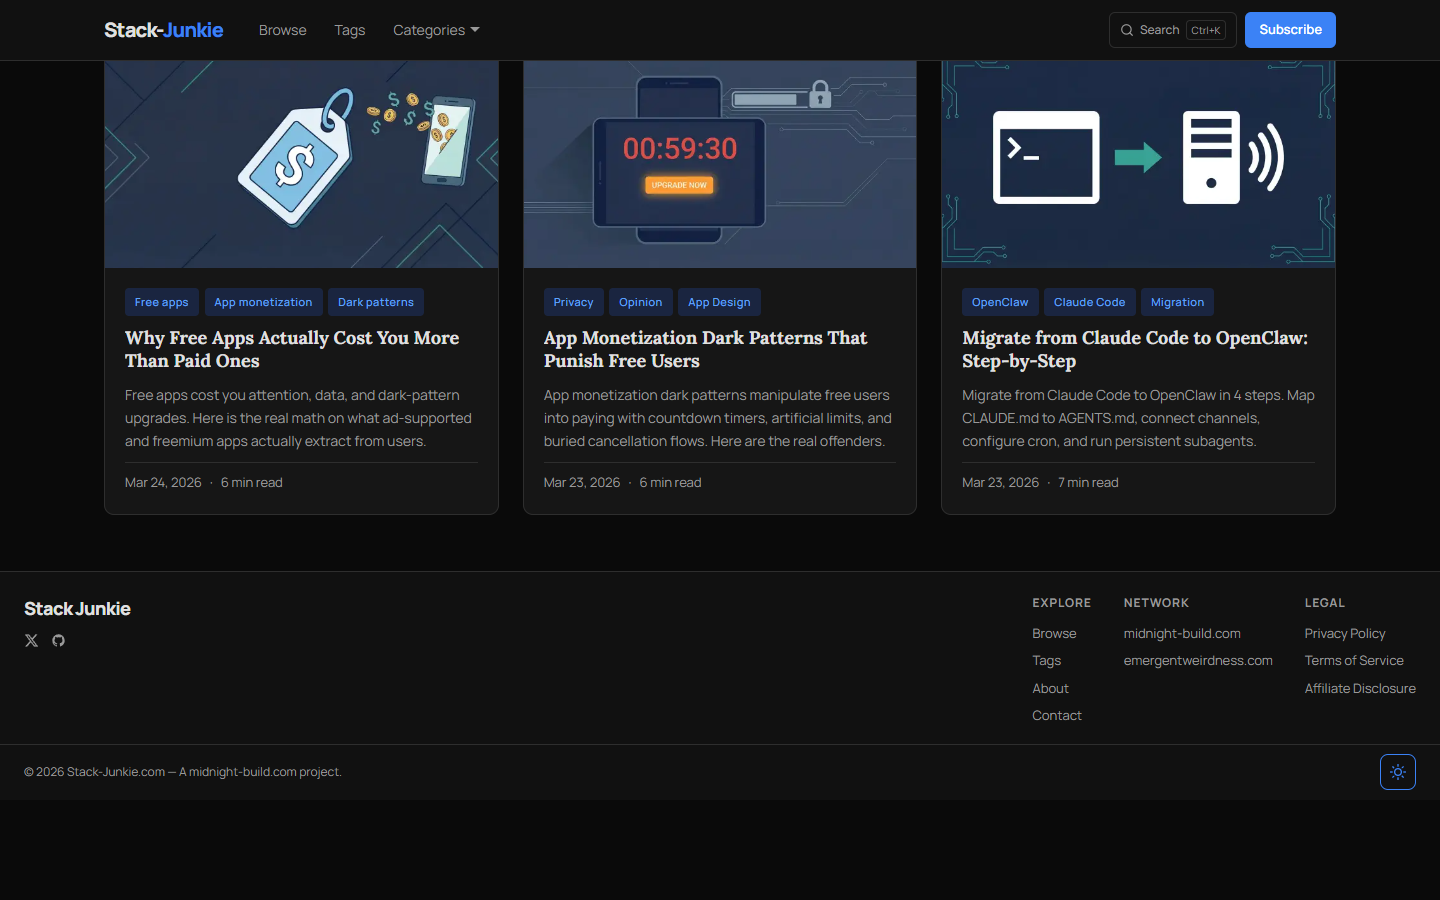 Stack-Junkie Browse Tags Categories Search Ctrl+K Subscribe
00:59:30
UPGRADE NOW
Free apps App monetization Dark patterns
Why Free Apps Actually Cost You More
Than Paid Ones
Free apps cost you attention, data, and dark-pattern
upgrades. Here is the real math on what ad-supported
and freemium apps actually extract from users.
Mar 24, 2026 · 6 min read
Privacy Opinion App Design
App Monetization Dark Patterns That
Punish Free Users
App monetization dark patterns manipulate free users
into paying with countdown timers, artificial limits, and
buried cancellation flows. Here are the real offenders.
Mar 23, 2026 · 6 min read
OpenClaw Claude Code Migration
Migrate from Claude Code to OpenClaw:
Step-by-Step
Migrate from Claude Code to OpenClaw in 4 steps. Map
CLAUDE.md to AGENTS.md, connect channels,
configure cron, and run persistent subagents.
Mar 23, 2026 · 7 min read
Stack Junkie
EXPLORE
Browse
Tags
About
Contact
NETWORK
midnight-build.com
emergentweirdness.com
LEGAL
Privacy Policy
Terms of Service
Affiliate Disclosure
© 2026 Stack-Junkie.com — A midnight-build.com project.